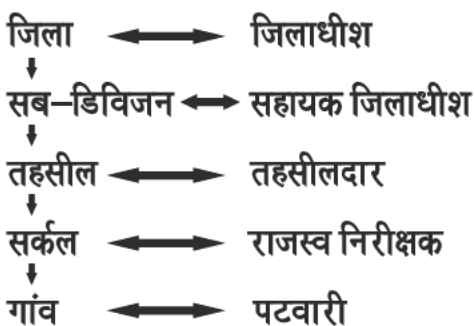 जिला जिलाधीश
सब–डिविजन सहायक जिलाधीश
तहसील तहसीलदार
सर्कल राजस्व निरीक्षक
गांव पटवारी